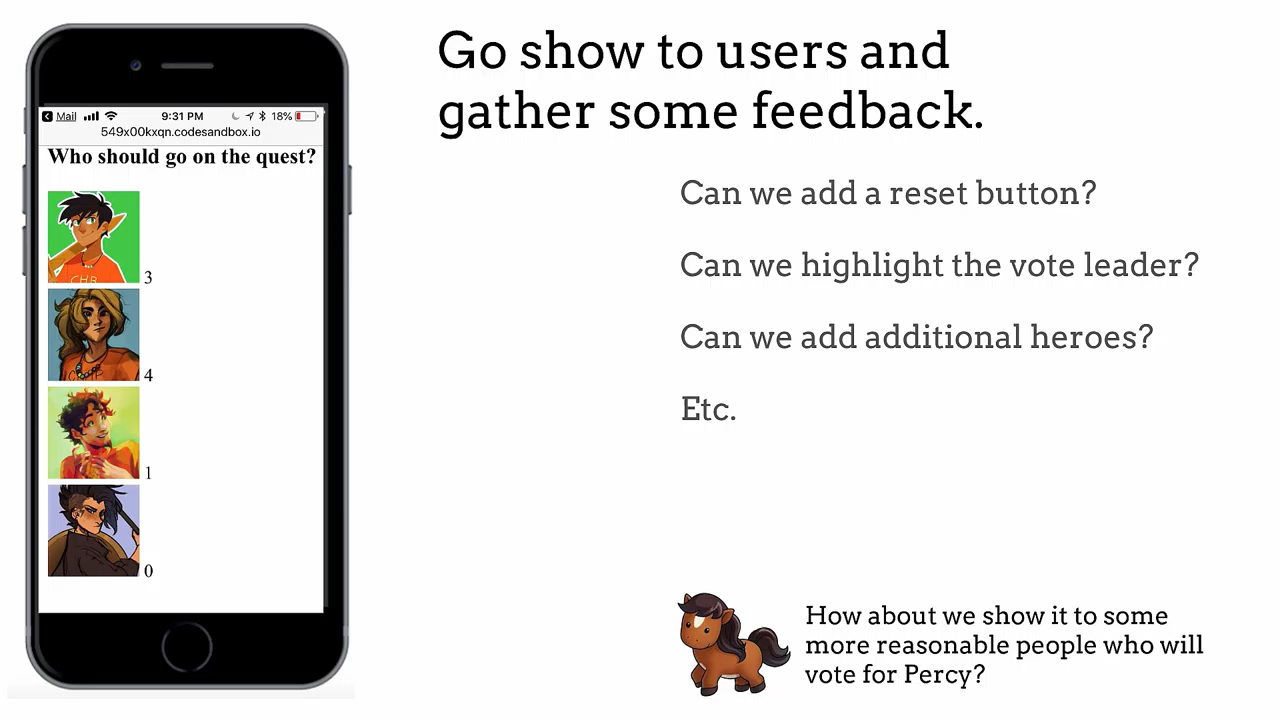 Go show to users and
gather some feedback.
Mail 9:31 PM 18%
549x00kxqn.codesandbox.io
Who should go on the quest?
CHB
3
4
1
0
Can we add a reset button?
Can we highlight the vote leader?
Can we add additional heroes?
Etc.
How about we show it to some
more reasonable people who will
vote for Percy?